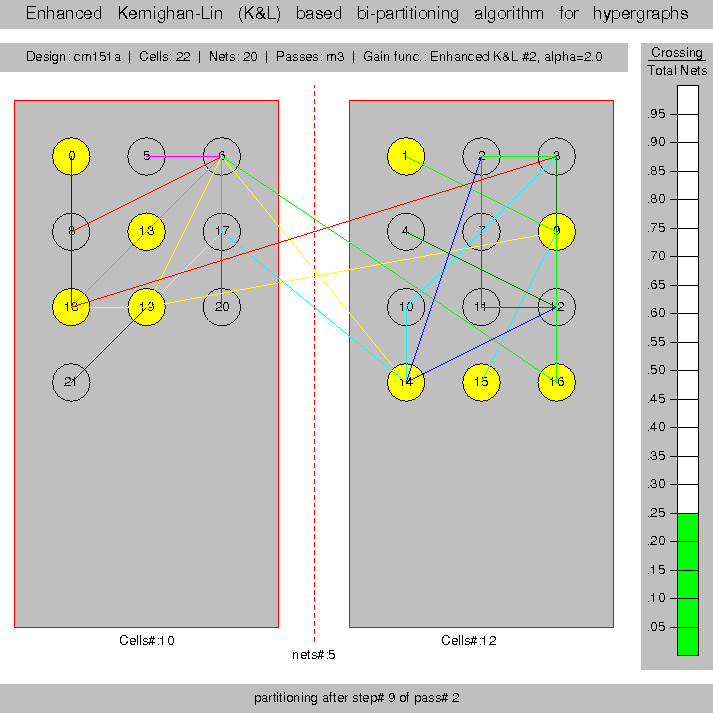 Enhanced Kernighan-Lin (K&L) based bi-partitioning algorithm for hypergraphs
Design: cm151a | Cells: 22 | Nets: 20 | Passes: m3 | Gain func.: Enhanced K&L #2, alpha=2.0
Crossing
Total Nets
0 5 6 1 2 3
8 13 17 4 7 9
18 19 20 10 11 12
21 14 15 16
.95
.90
.85
.80
.75
.70
.65
.60
.55
.50
.45
.40
.35
.30
.25
.20
.15
.10
.05
Cells#:10
Cells#:12
nets#:5
partitioning after step# 9 of pass# 2